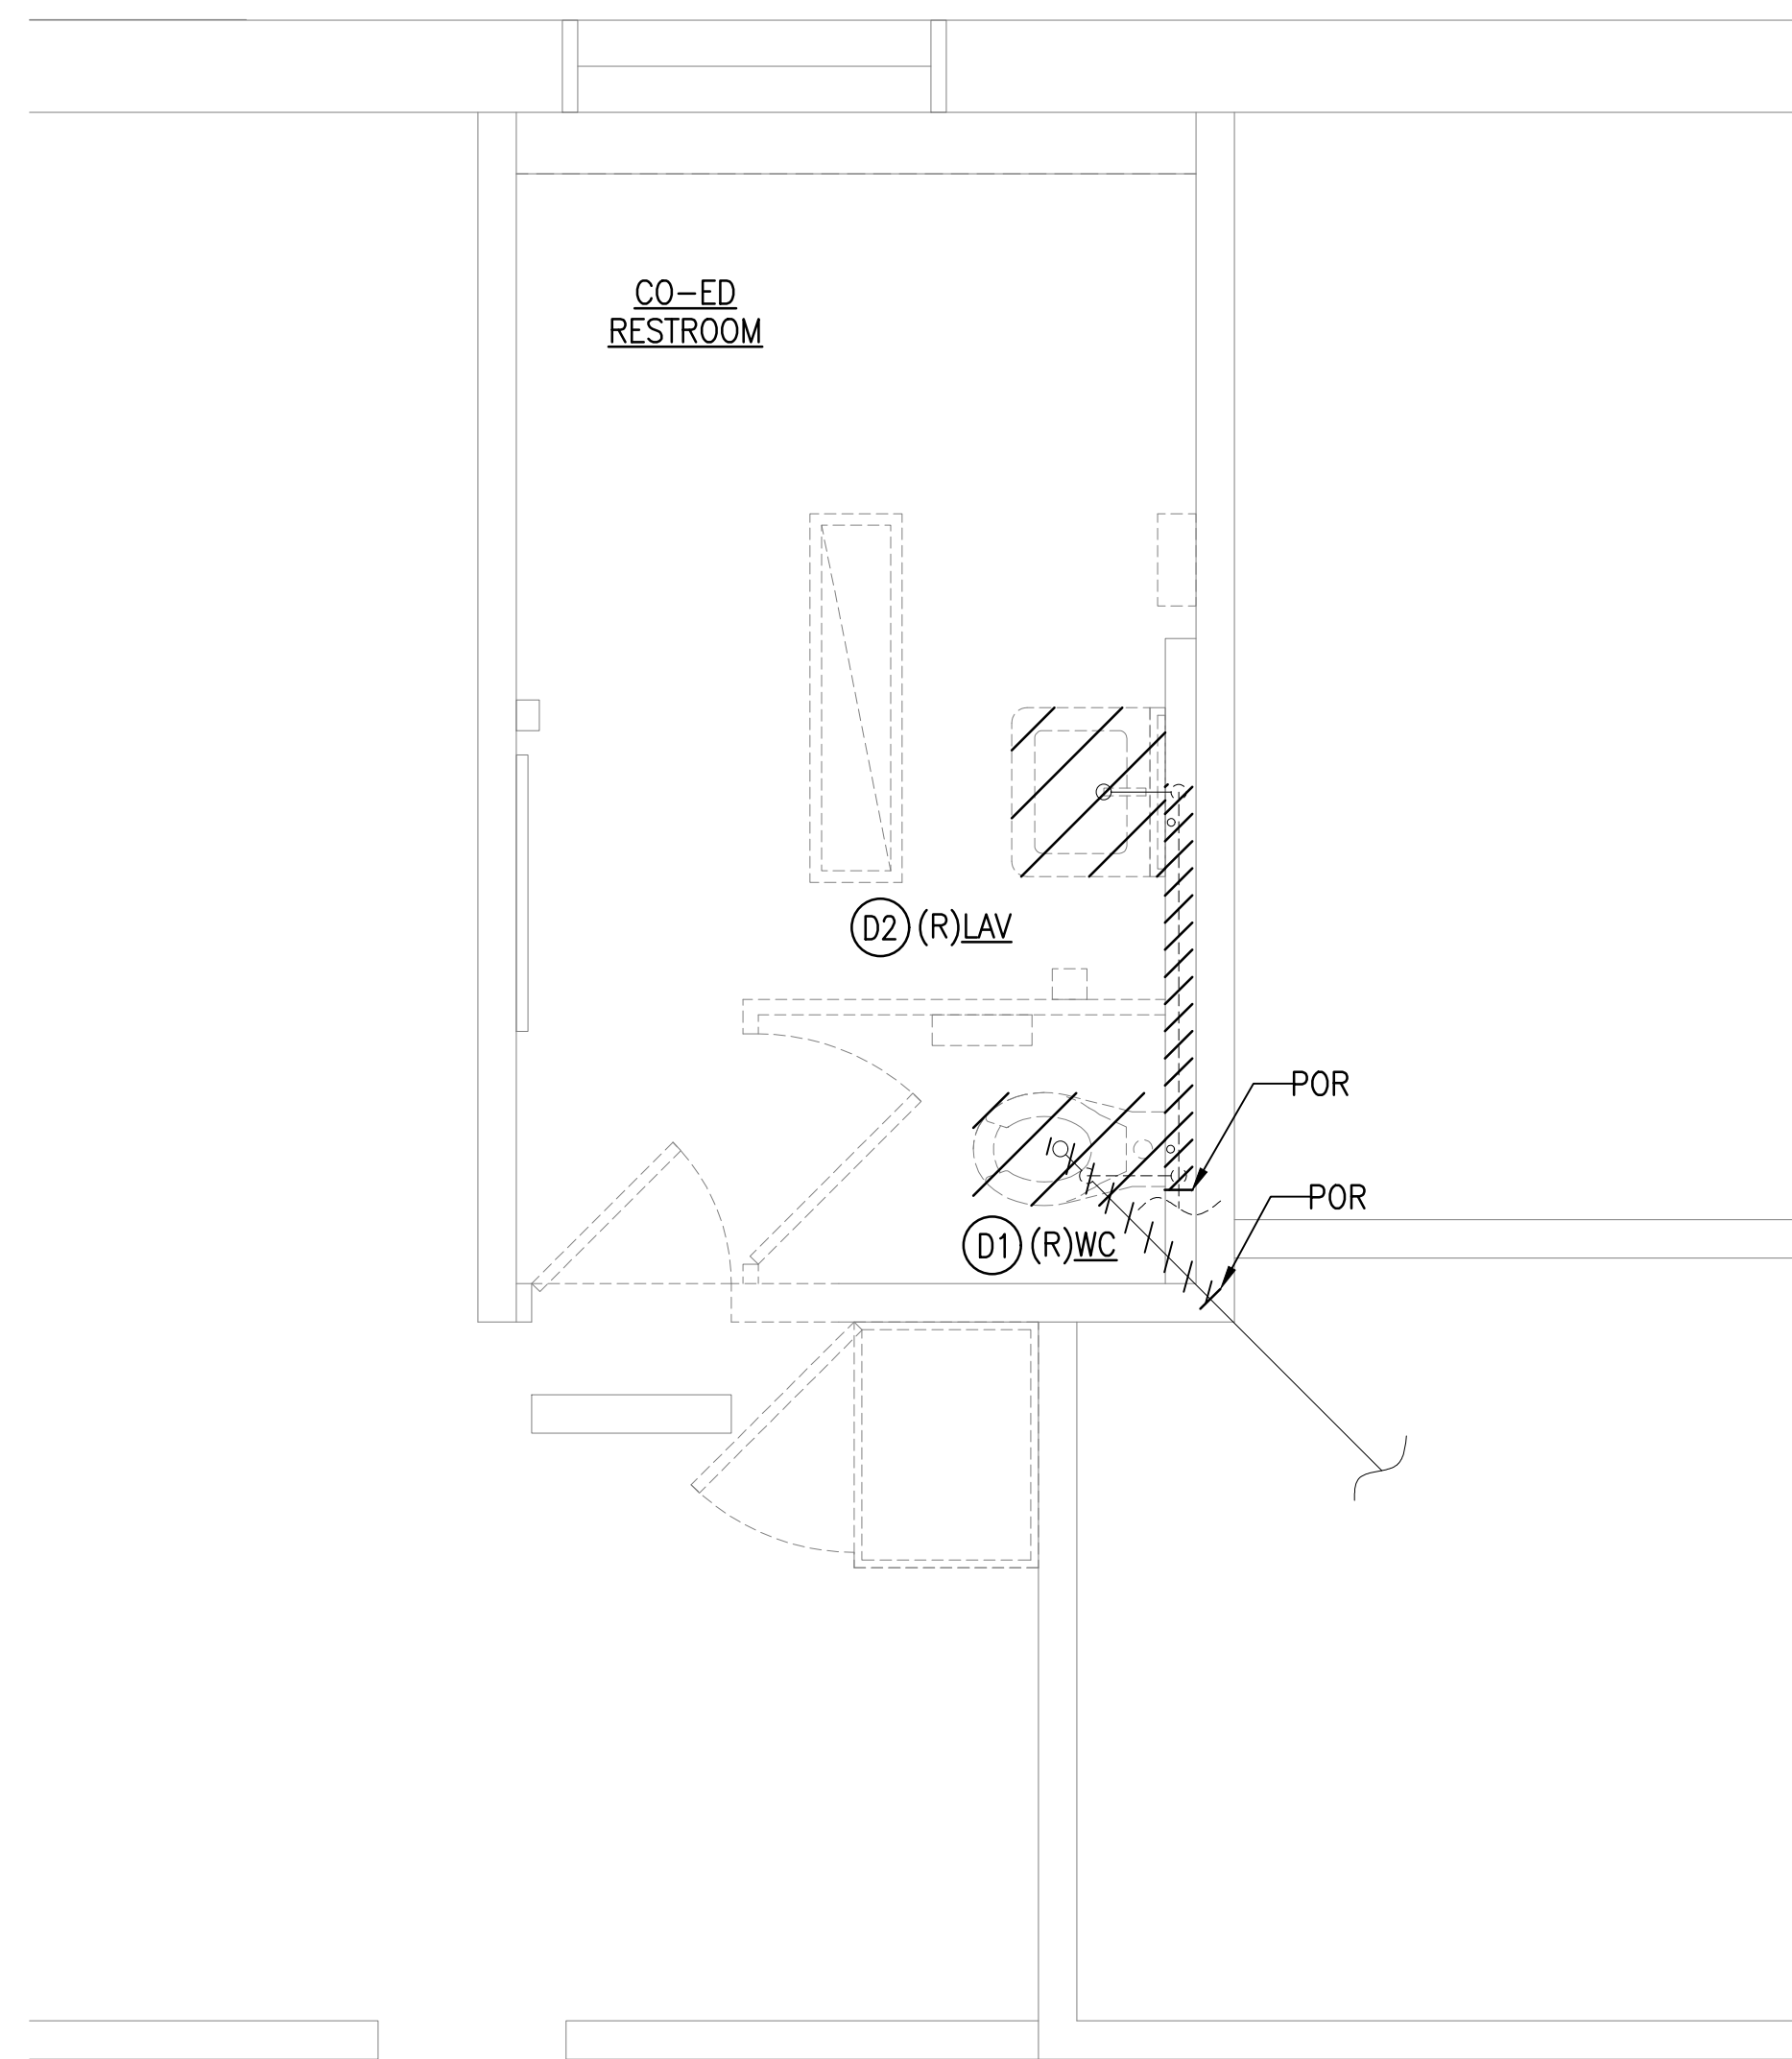 CO-ED
RESTROOM
D2 (R)LAV
POR
POR
D1 (R)WC